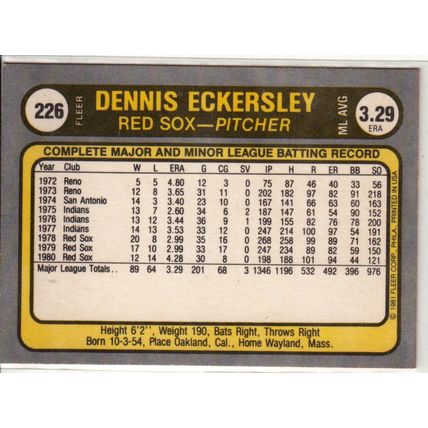 226
FLEER
DENNIS ECKERSLEY
RED SOX—PITCHER
ML AVG
3.29
ERA
COMPLETE MAJOR AND MINOR LEAGUE BATTING RECORD
Year Club W L ERA G CG SV IP H R ER BB SO
1972 Reno 5 5 4.80 12 3 0 75 87 46 40 33 56
1973 Reno 12 8 3.65 31 11 0 202 182 97 82 91 218
1974 San Antonio 14 3 3.40 23 10 0 167 141 66 63 60 163
1975 Indians 13 7 2.60 34 6 2 187 147 61 54 90 152
1976 Indians 13 12 3.44 36 9 1 199 155 82 76 78 200
1977 Indians 14 13 3.53 33 12 0 247 214 100 97 54 191
1978 Red Sox 20 8 2.99 35 16 0 268 258 99 89 71 162
1979 Red Sox 17 10 2.99 33 17 0 247 234 89 82 59 150
1980 Red Sox 12 14 4.28 30 8 0 198 188 101 94 44 121
Major League Totals . . 89 64 3.29 201 68 3 1346 1196 532 492 396 976
© 1981 FLEER CORP., PHILA. PRINTED IN USA
Height 6'2", Weight 190, Bats Right, Throws Right
Born 10-3-54, Place Oakland, Cal., Home Wayland, Mass.